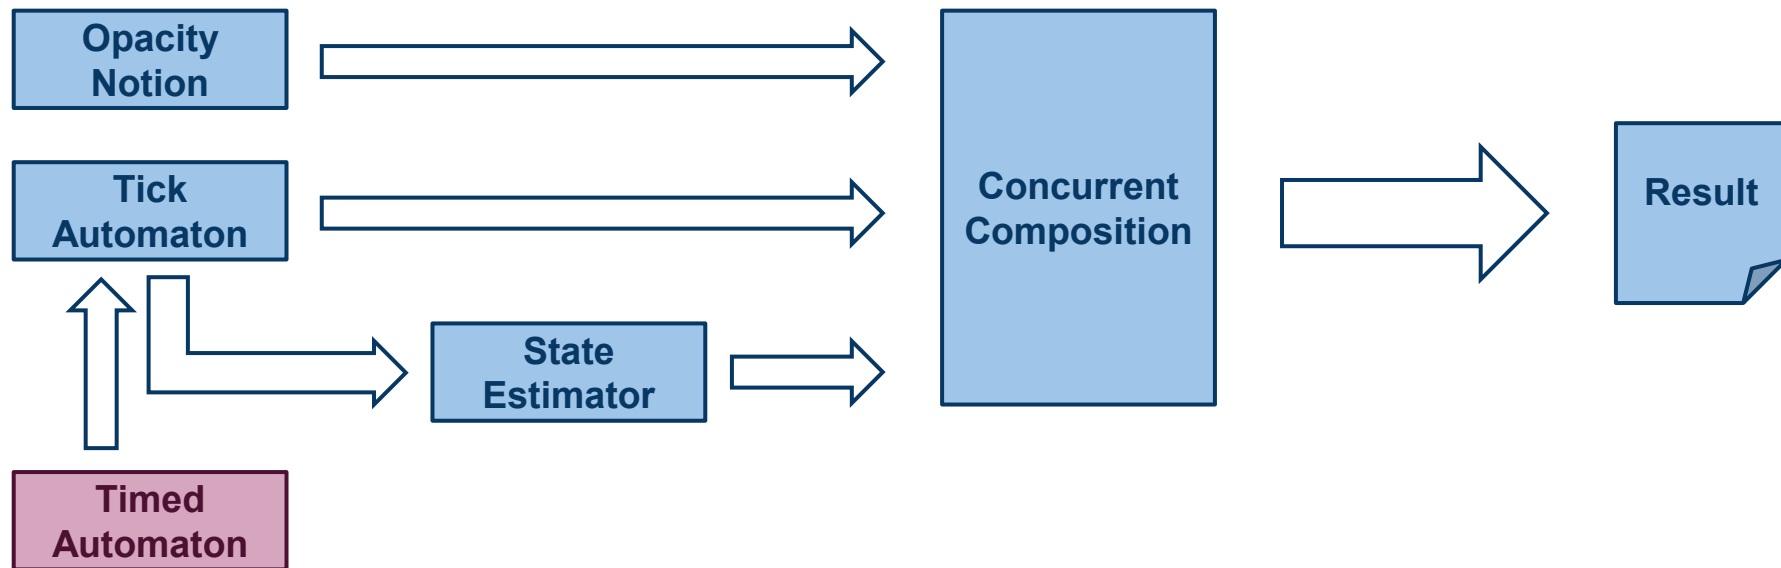 Opacity
Notion
Tick
Automaton
Concurrent
Composition
Result
State
Estimator
Timed
Automaton